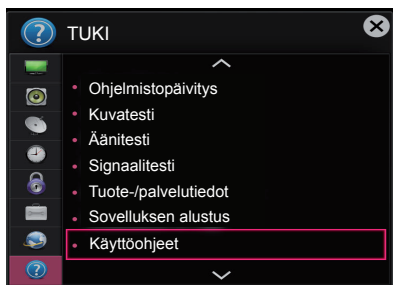 TUKI
Ohjelmistopäivitys
Kuvatesti
Äänitesti
Signaalitesti
Tuote-/palvelutiedot
Sovelluksen alustus
Käyttöohjeet